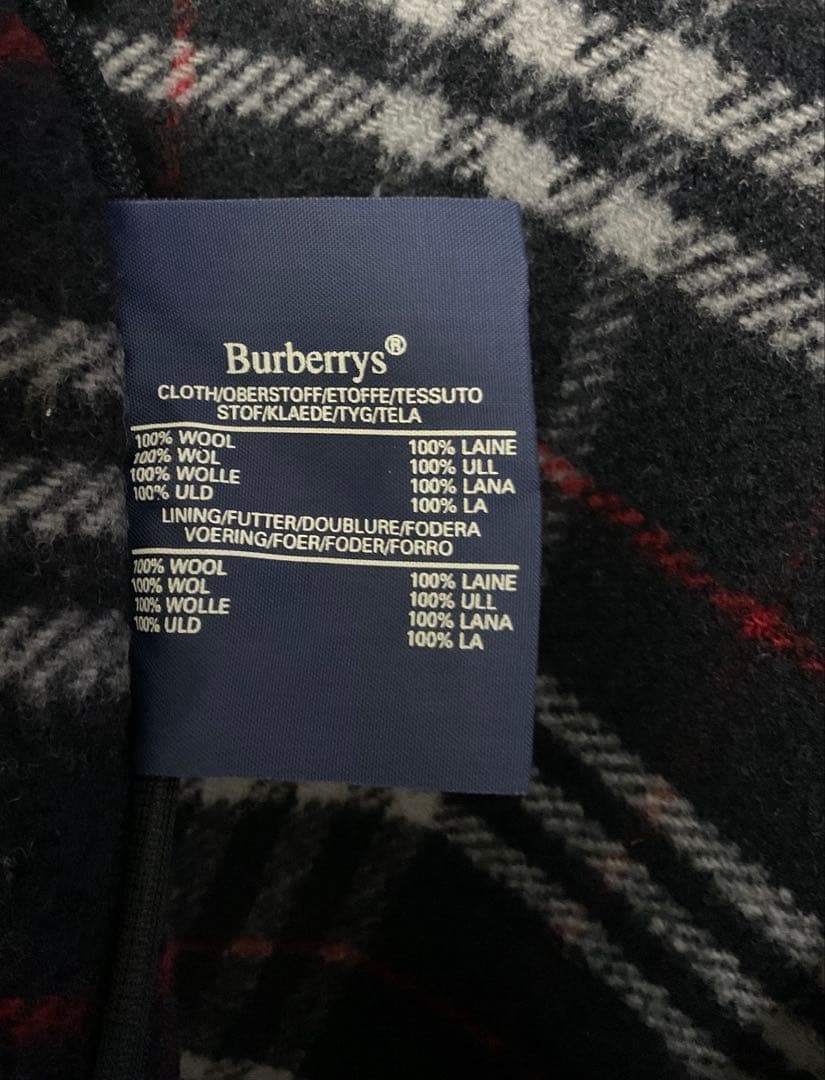 Burberrys®
CLOTH/OBERSTOFF/ETOFFE/TESSUTO
STOF/KLAEDE/TYG/TELA
100% WOOL 100% LAINE
100% WOL 100% ULL
100% WOLLE 100% LANA
100% ULD 100% LA
LINING/FUTTER/DOUBLURE/FODERA
VOERING/FOER/FODER/FORRO
100% WOOL 100% LAINE
100% WOL 100% ULL
100% WOLLE 100% LANA
100% ULD 100% LA